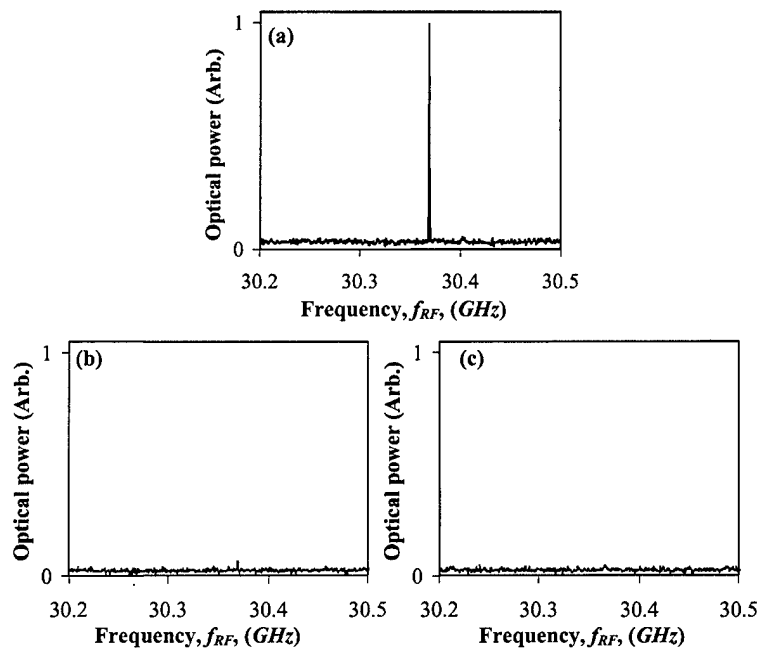 1
(a)
Optical power (Arb.)
0
30.2 30.3 30.4 30.5
Frequency, fRF, (GHz)
1
(b)
Optical power (Arb.)
0
30.2 30.3 30.4 30.5
Frequency, fRF, (GHz)
1
(c)
Optical power (Arb.)
0
30.2 30.3 30.4 30.5
Frequency, fRF, (GHz)